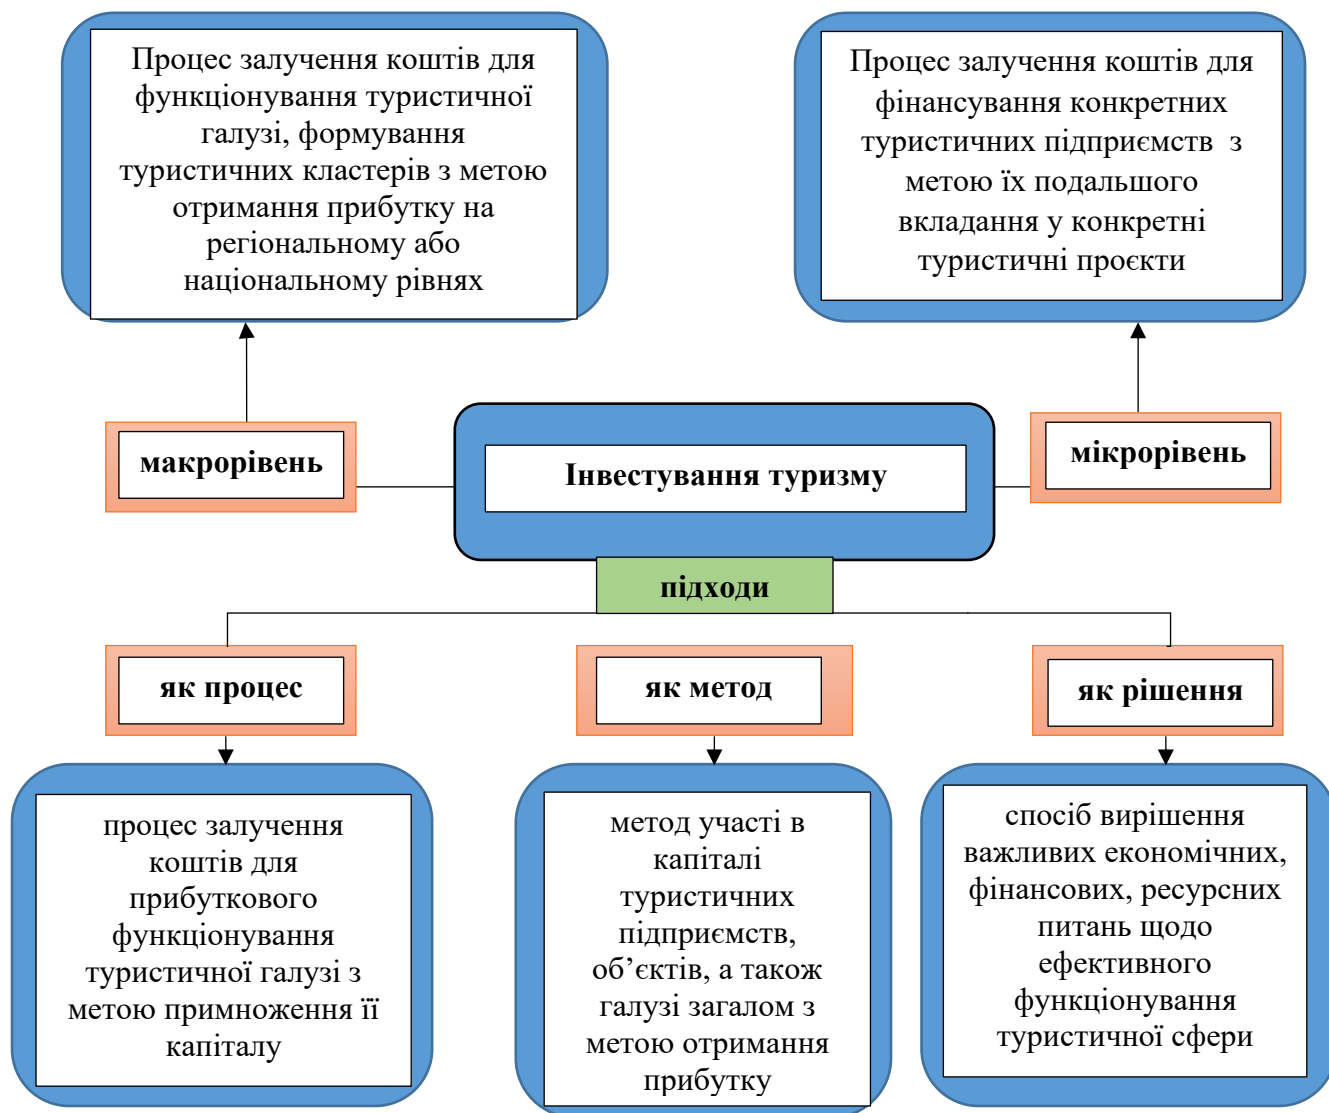 Процес залучення коштів для
функціонування туристичної
галузі, формування
туристичних кластерів з метою
отримання прибутку на
регіональному або
національному рівнях
Процес залучення коштів для
фінансування конкретних
туристичних підприємств з
метою їх подальшого
вкладання у конкретні
туристичні проєкти
макрорівень
Інвестування туризму
мікрорівень
підходи
як процес
як метод
як рішення
процес залучення
коштів для
прибуткового
функціонування
туристичної галузі з
метою примноження її
капіталу
метод участі в
капіталі
туристичних
підприємств,
об’єктів, а також
галузі загалом з
метою отримання
прибутку
спосіб вирішення
важливих економічних,
фінансових, ресурсних
питань щодо
ефективного
функціонування
туристичної сфери